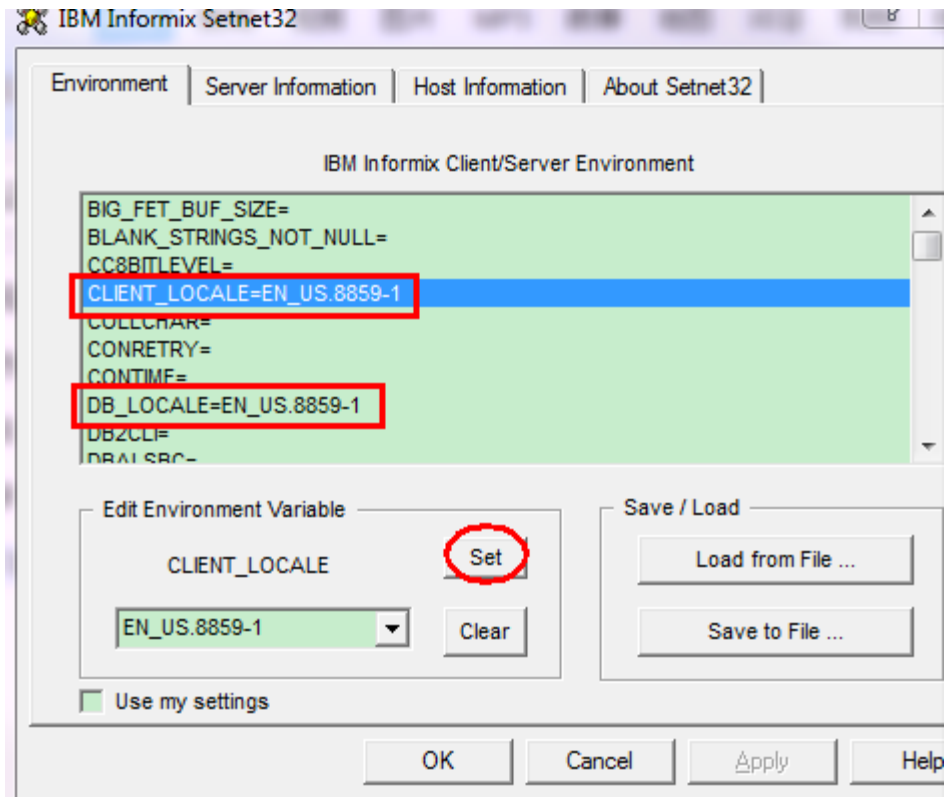 IBM Informix Setnet32
Environment
Server Information
Host Information
About Setnet32
IBM Informix Client/Server Environment
BIG_FET_BUF_SIZE=
BLANK_STRINGS_NOT_NULL=
CC8BITLEVEL=
CLIENT_LOCALE=EN_US.8859-1
COLLCHAR=
CONRETRY=
CONTIME=
DB_LOCALE=EN_US.8859-1
DB2CLI=
DBALSBC=
Edit Environment Variable
CLIENT_LOCALE
Set
EN_US.8859-1
Clear
Use my settings
Save / Load
Load from File ...
Save to File ...
OK
Cancel
Apply
Help